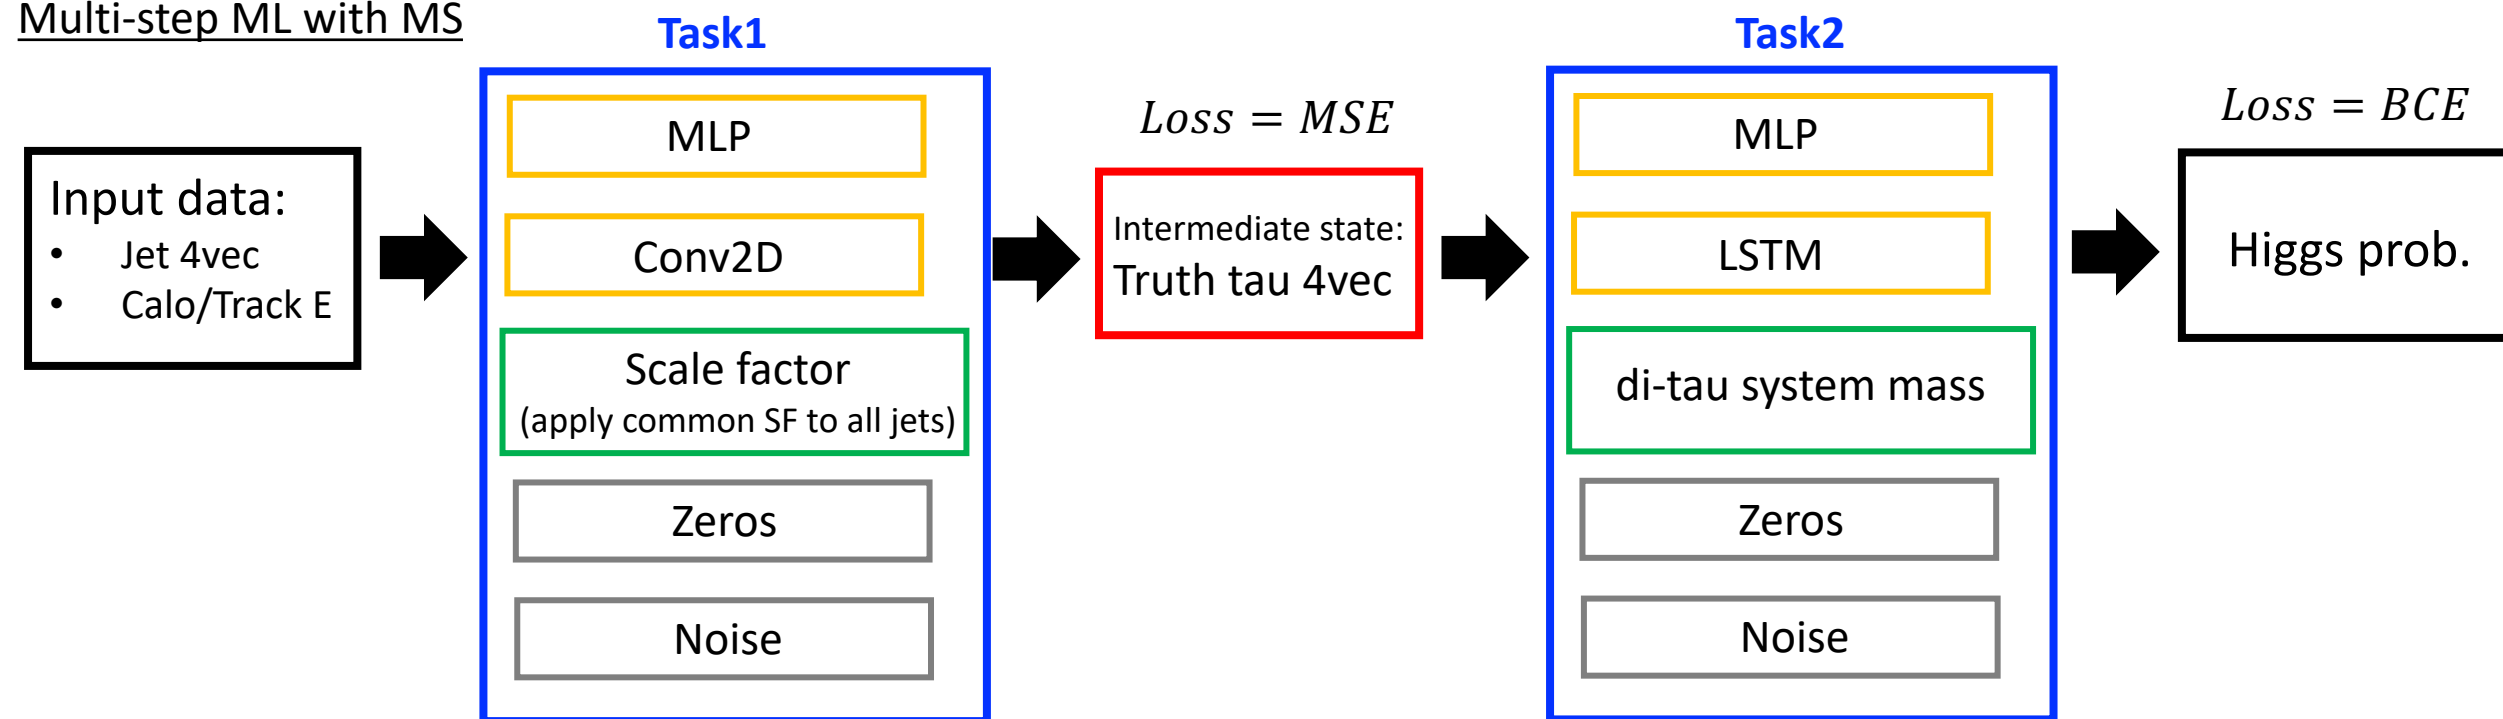 Multi-step ML with MS
Input data:
• Jet 4vec
• Calo/Track E
Task1
MLP
Conv2D
Scale factor
(apply common SF to all jets)
Zeros
Noise
Loss = MSE
Intermediate state:
Truth tau 4vec
Task2
MLP
LSTM
di-tau system mass
Zeros
Noise
Loss = BCE
Higgs prob.